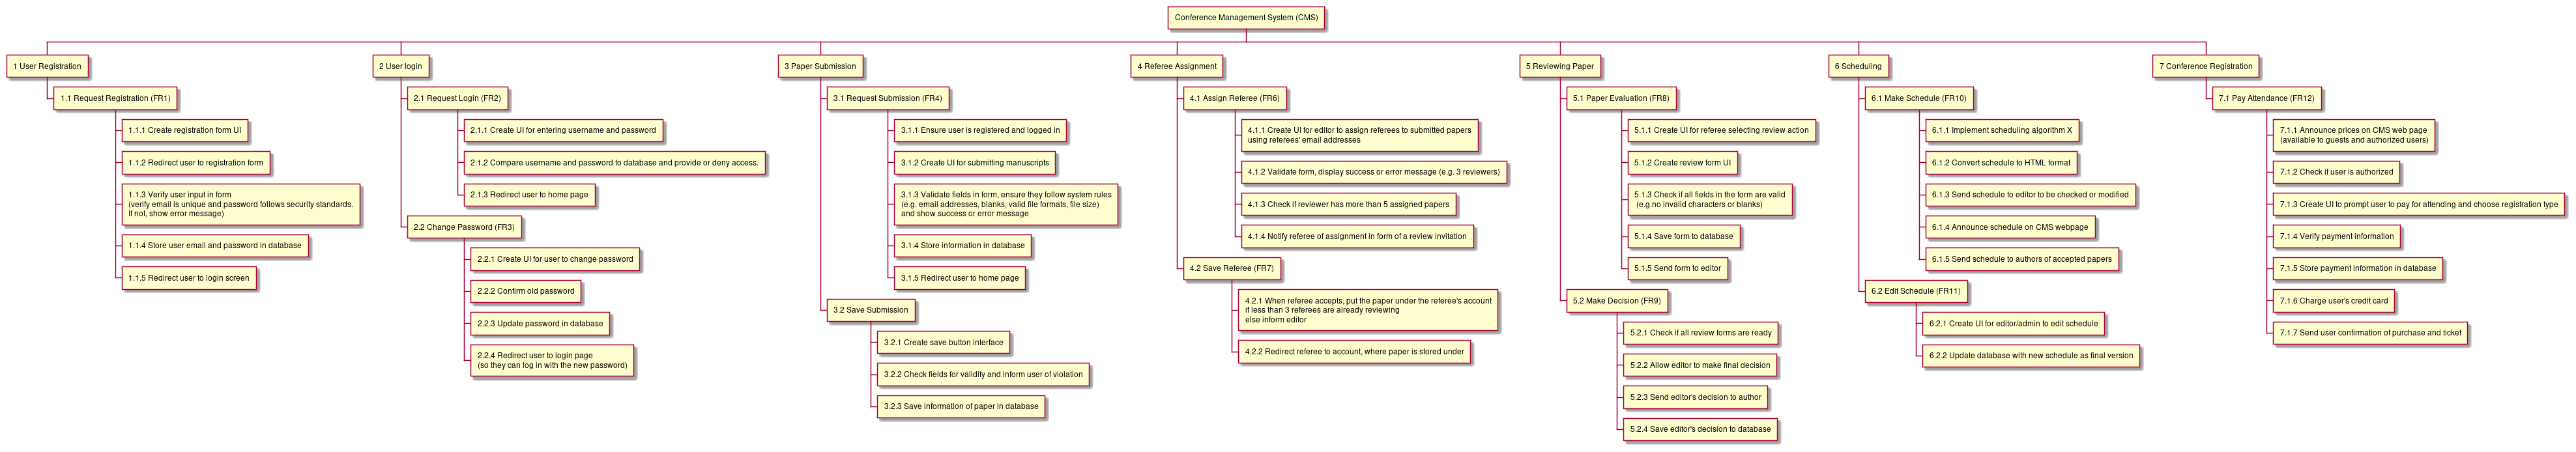 Conference Management System (CMS)
1 User Registration
1.1 Request Registration (FR1)
1.1.1 Create registration form UI
1.1.2 Redirect user to registration form
1.1.3 Verify user input in form
(verify email is unique and password follows security standards.
If not, show error message)
1.1.4 Store user email and password in database
1.1.5 Redirect user to login screen
2 User login
2.1 Request Login (FR2)
2.1.1 Create UI for entering username and password
2.1.2 Compare username and password to database and provide or deny access.
2.1.3 Redirect user to home page
2.2 Change Password (FR3)
2.2.1 Create UI for user to change password
2.2.2 Confirm old password
2.2.3 Update password in database
2.2.4 Redirect user to login page
(so they can log in with the new password)
3 Paper Submission
3.1 Request Submission (FR4)
3.1.1 Ensure user is registered and logged in
3.1.2 Create UI for submitting manuscripts
3.1.3 Validate fields in form, ensure they follow system rules
(e.g. email addresses, blanks, valid file formats, file size)
and show success or error message
3.1.4 Store information in database
3.1.5 Redirect user to home page
3.2 Save Submission
3.2.1 Create save button interface
3.2.2 Check fields for validity and inform user of violation
3.2.3 Save information of paper in database
4 Referee Assignment
4.1 Assign Referee (FR6)
4.1.1 Create UI for editor to assign referees to submitted papers
using referees' email addresses
4.1.2 Validate form, display success or error message (e.g. 3 reviewers)
4.1.3 Check if reviewer has more than 5 assigned papers
4.1.4 Notify referee of assignment in form of a review invitation
4.2 Save Referee (FR7)
4.2.1 When referee accepts, put the paper under the referee's account
if less than 3 referees are already reviewing
else inform editor
4.2.2 Redirect referee to account, where paper is stored under
5 Reviewing Paper
5.1 Paper Evaluation (FR8)
5.1.1 Create UI for referee selecting review action
5.1.2 Create review form UI
5.1.3 Check if all fields in the form are valid
(e.g.no invalid characters or blanks)
5.1.4 Save form to database
5.1.5 Send form to editor
5.2 Make Decision (FR9)
5.2.1 Check if all review forms are ready
5.2.2 Allow editor to make final decision
5.2.3 Send editor's decision to author
5.2.4 Save editor's decision to database
6 Scheduling
6.1 Make Schedule (FR10)
6.1.1 Implement scheduling algorithm X
6.1.2 Convert schedule to HTML format
6.1.3 Send schedule to editor to be checked or modified
6.1.4 Announce schedule on CMS webpage
6.1.5 Send schedule to authors of accepted papers
6.2 Edit Schedule (FR11)
6.2.1 Create UI for editor/admin to edit schedule
6.2.2 Update database with new schedule as final version
7 Conference Registration
7.1 Pay Attendance (FR12)
7.1.1 Announce prices on CMS web page
(available to guests and authorized users)
7.1.2 Check if user is authorized
7.1.3 Create UI to prompt user to pay for attending and choose registration type
7.1.4 Verify payment information
7.1.5 Store payment information in database
7.1.6 Charge user's credit card
7.1.7 Send user confirmation of purchase and ticket